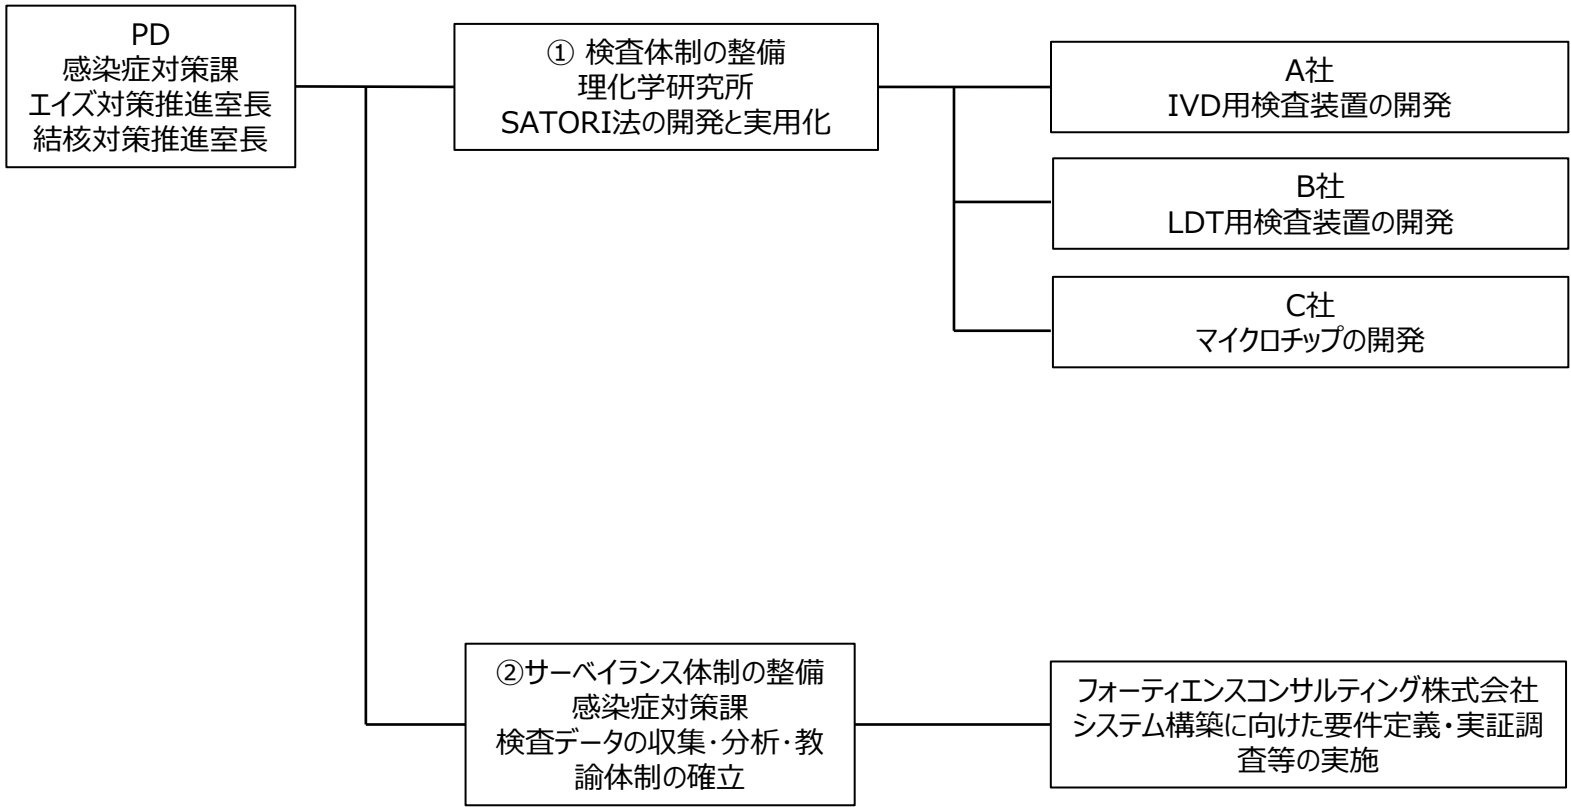 PD
感染症対策課
エイズ対策推進室長
結核対策推進室長
① 検査体制の整備
理化学研究所
SATORI法の開発と実用化
A社
IVD用検査装置の開発
B社
LDT用検査装置の開発
C社
マイクロチップの開発
②サーベイランス体制の整備
感染症対策課
検査データの収集・分析・教
諭体制の確立
フォーティエンスコンサルティング株式会社
システム構築に向けた要件定義・実証調
査等の実施